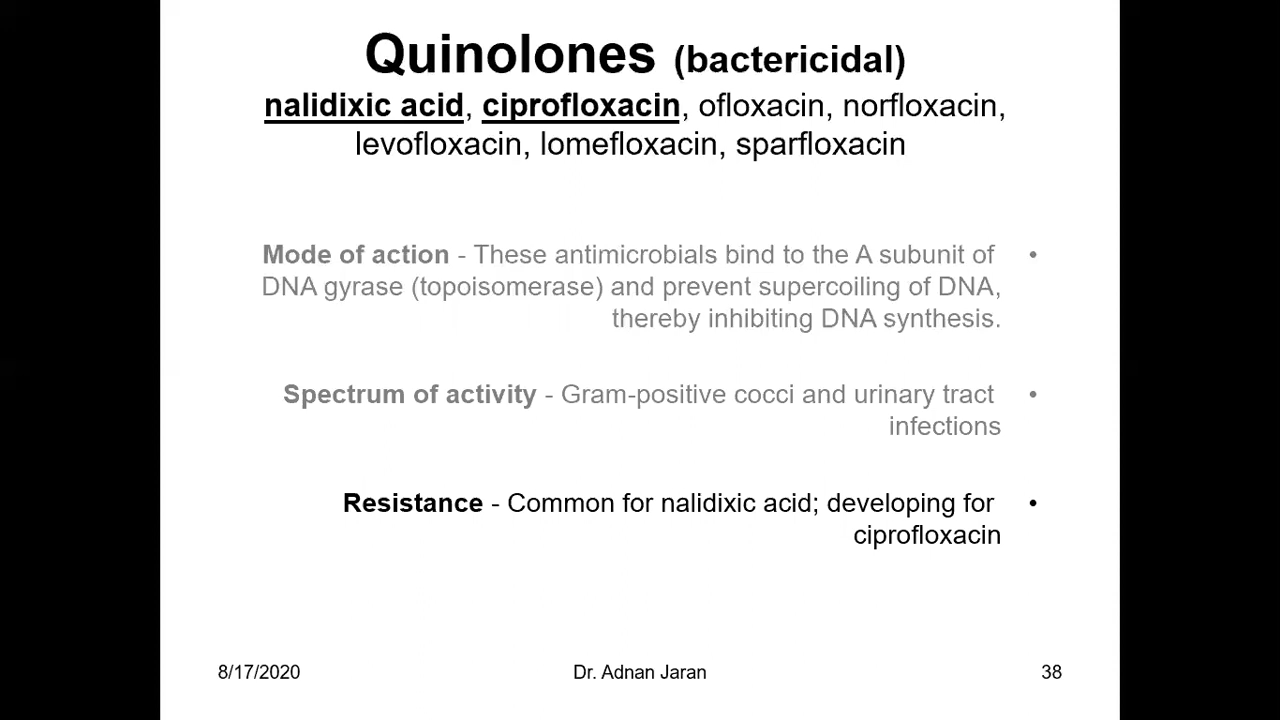 Quinolones (bactericidal)
nalidixic acid, ciprofloxacin, ofloxacin, norfloxacin,
levofloxacin, lomefloxacin, sparfloxacin
Mode of action - These antimicrobials bind to the A subunit of •
DNA gyrase (topoisomerase) and prevent supercoiling of DNA,
thereby inhibiting DNA synthesis.
Spectrum of activity - Gram-positive cocci and urinary tract •
infections
Resistance - Common for nalidixic acid; developing for •
ciprofloxacin
8/17/2020 Dr. Adnan Jaran 38